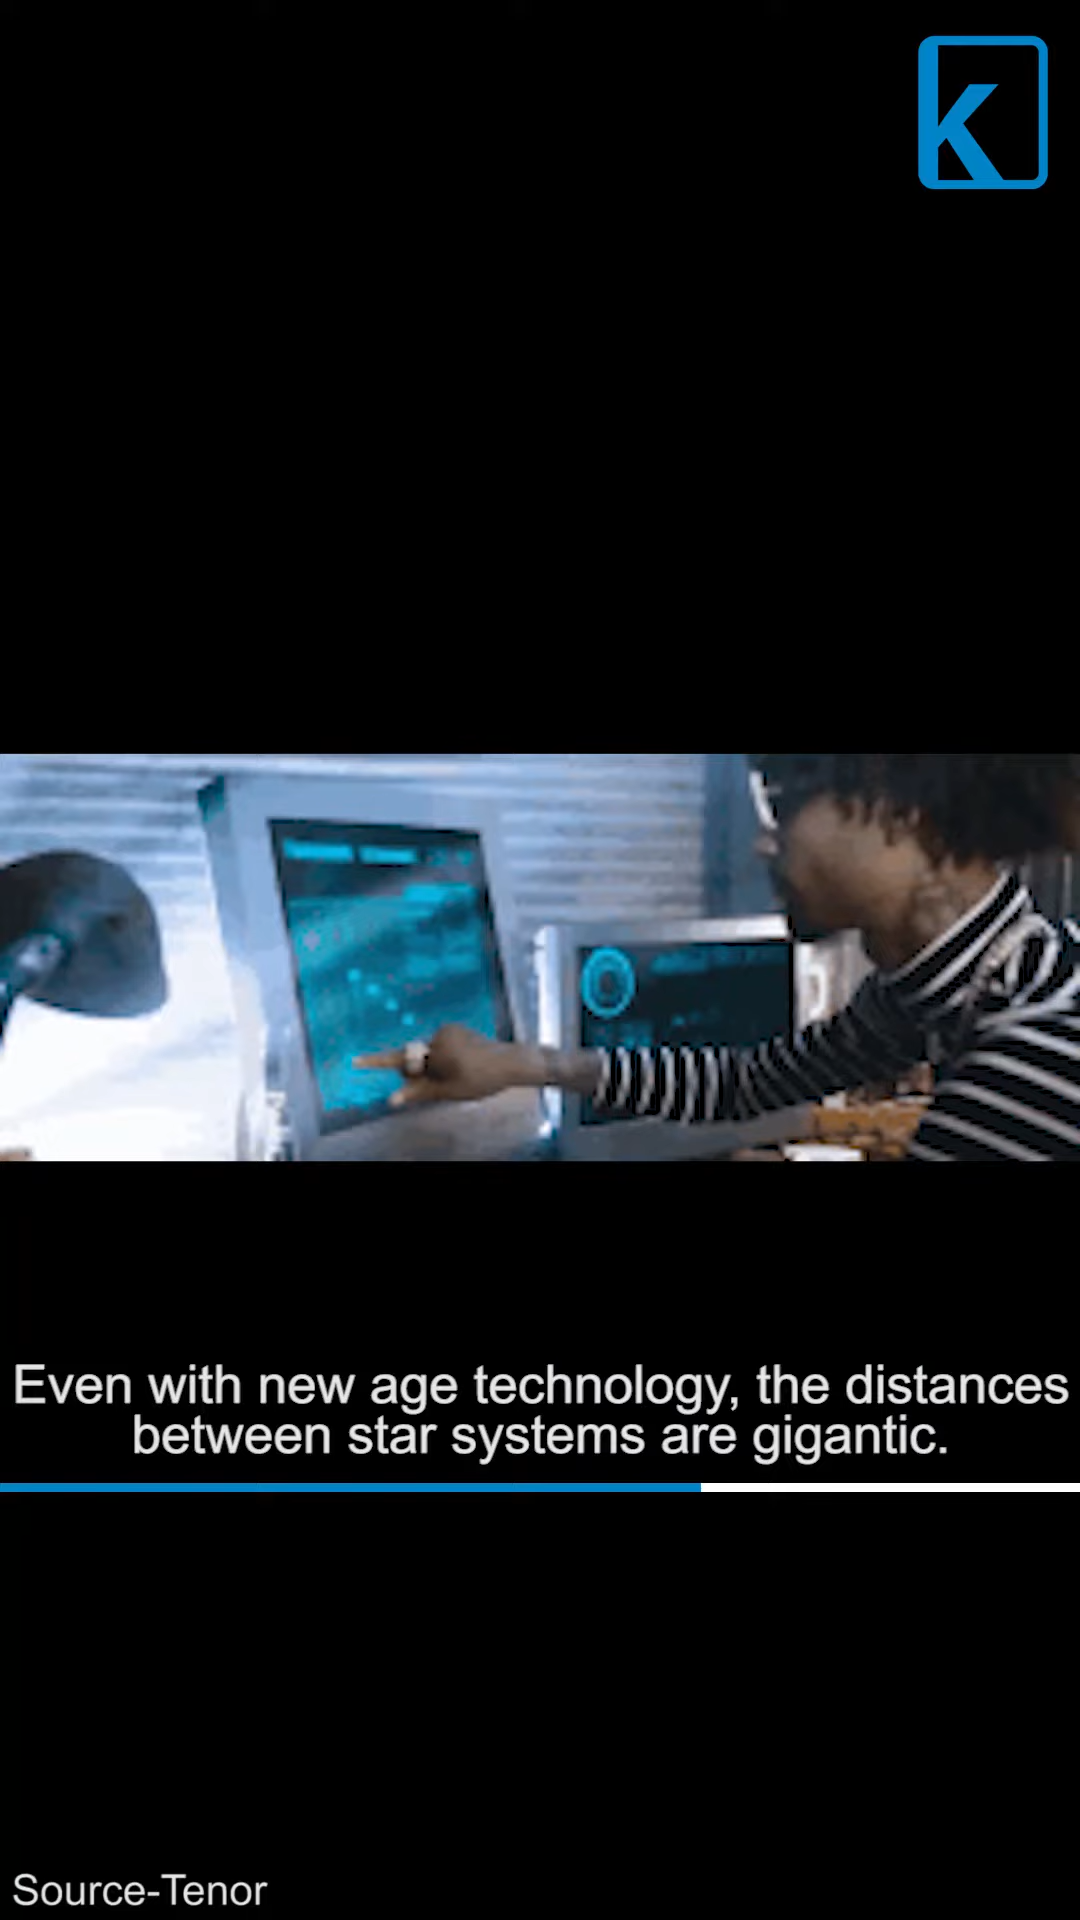 K
Even with new age technology, the distances
between star systems are gigantic.
Source-Tenor